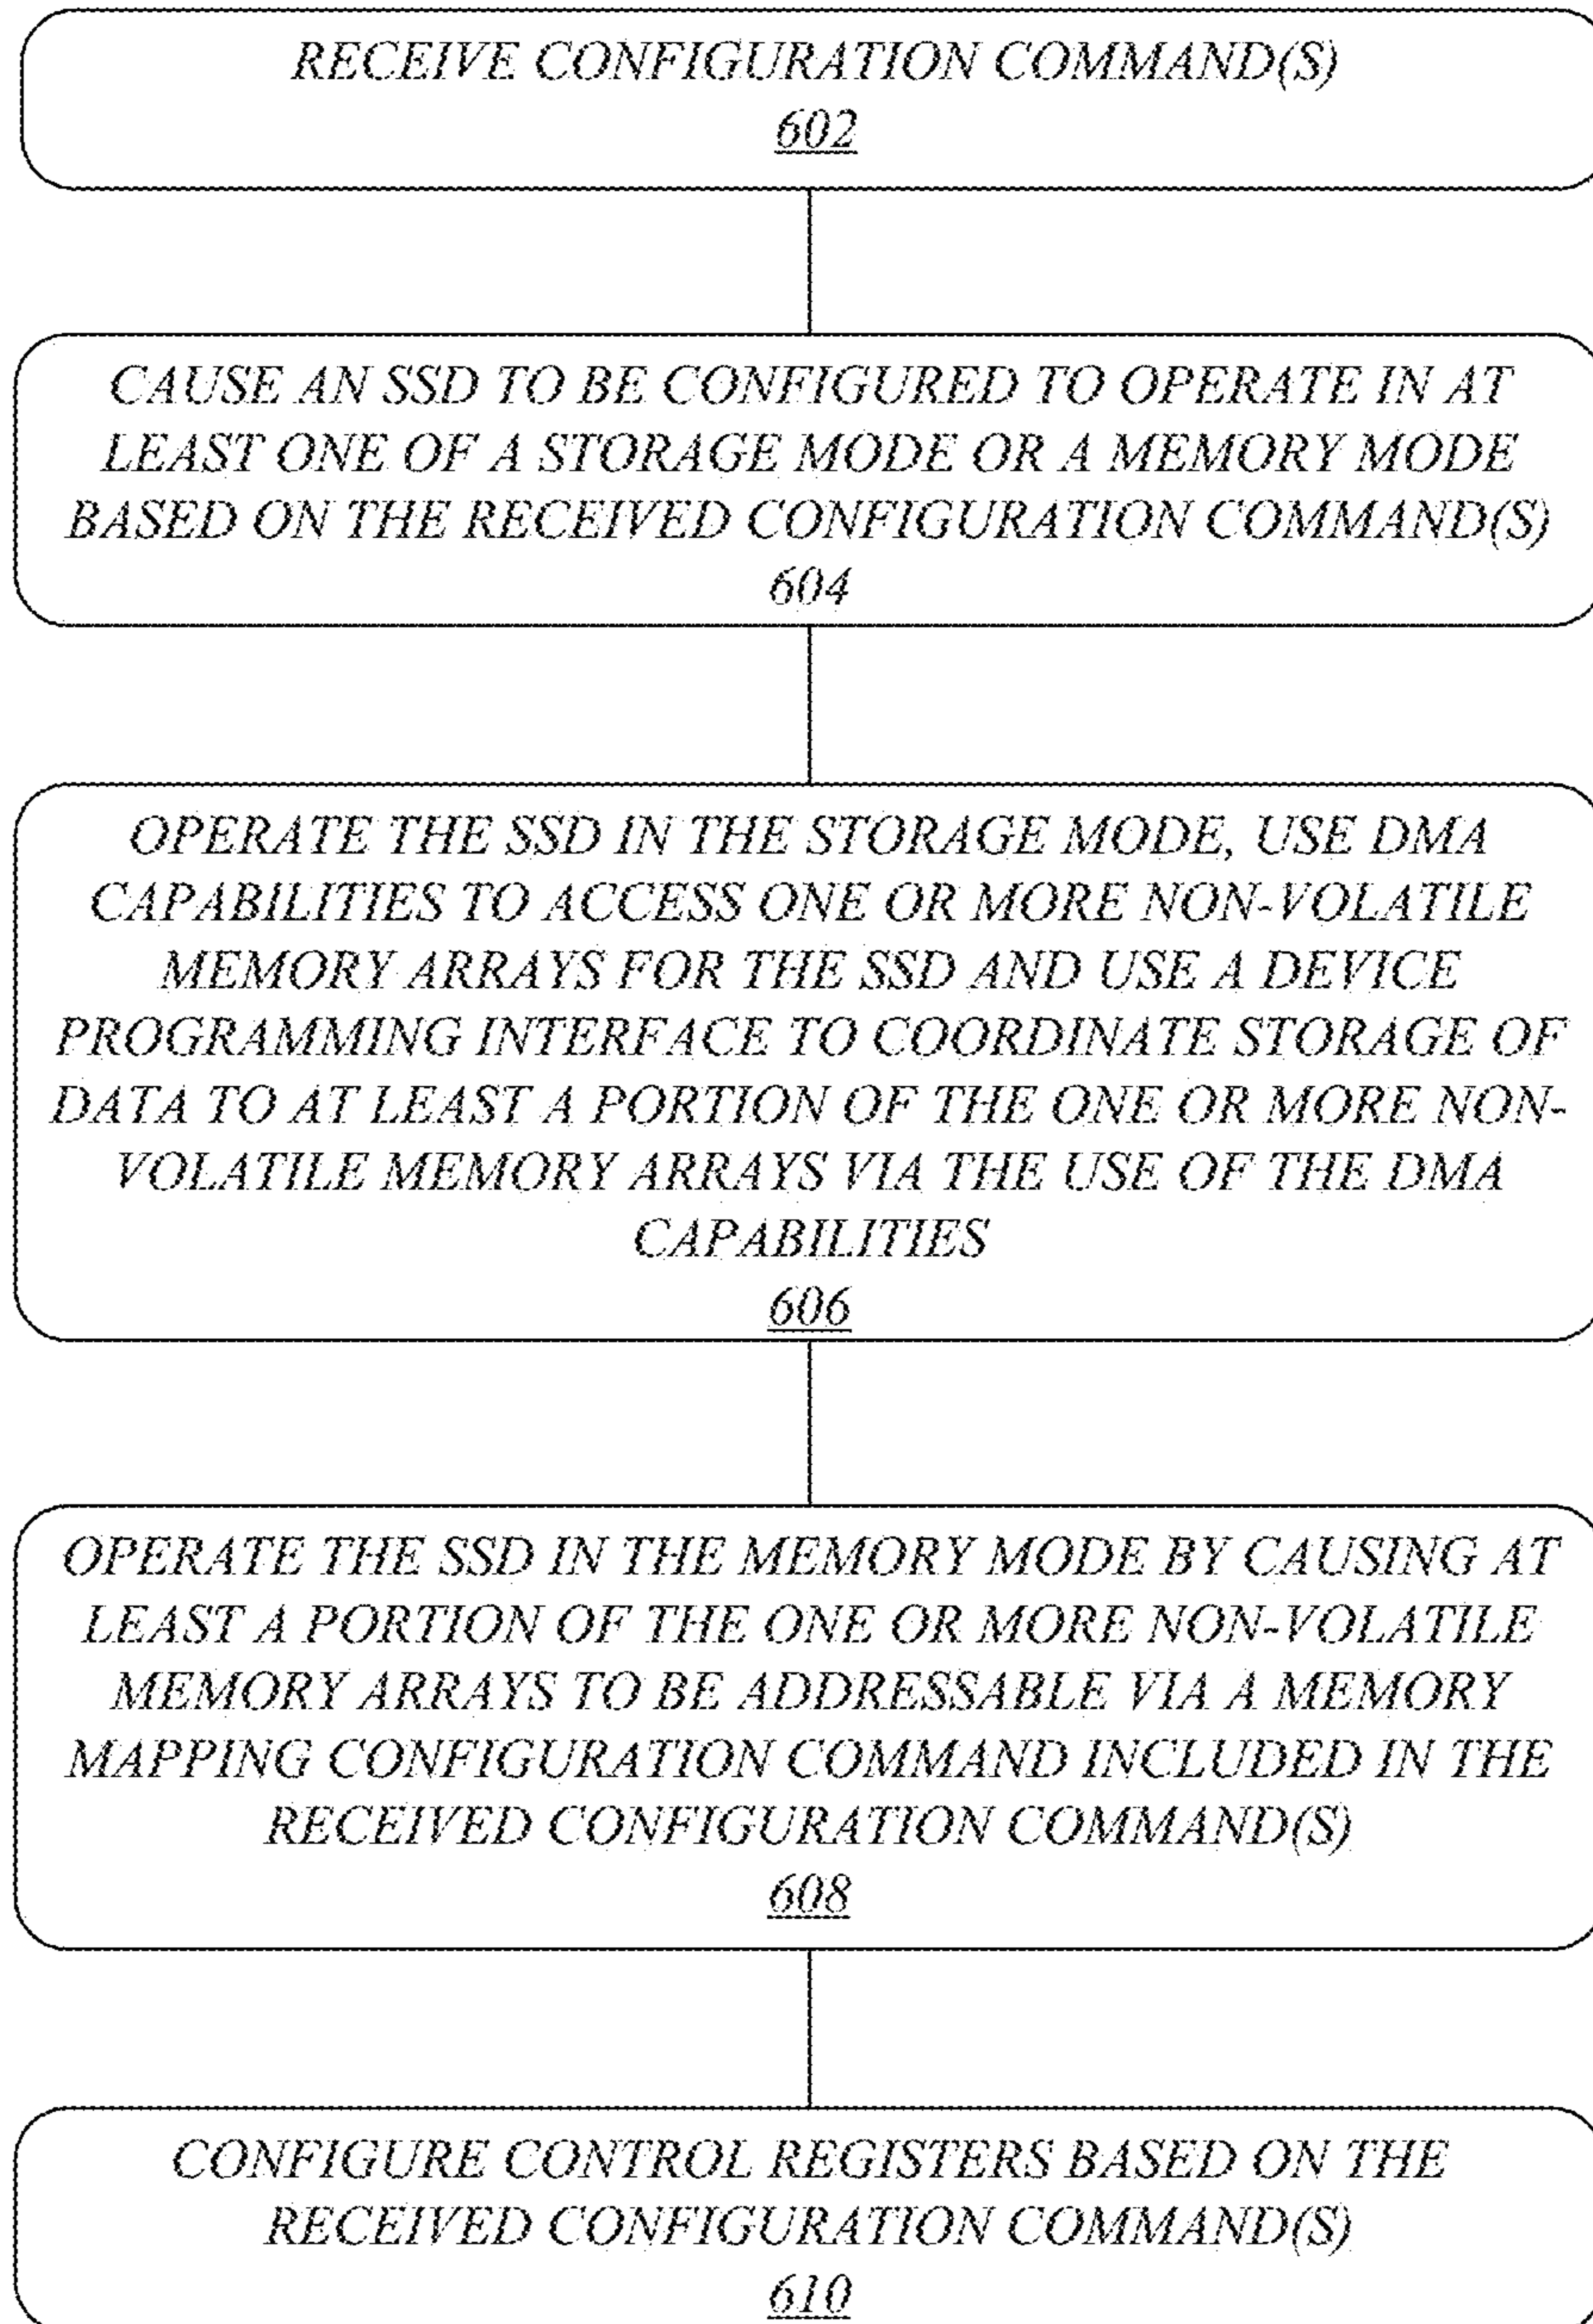 RECEIVE CONFIGURATION COMMAND(S)
602
CAUSE AN SSD TO BE CONFIGURED TO OPERATE IN AT
LEAST ONE OF A STORAGE MODE OR A MEMORY MODE
BASED ON THE RECEIVED CONFIGURATION COMMAND(S)
604
OPERATE THE SSD IN THE STORAGE MODE, USE DMA
CAPABILITIES TO ACCESS ONE OR MORE NON-VOLATILE
MEMORY ARRAYS FOR THE SSD AND USE A DEVICE
PROGRAMMING INTERFACE TO COORDINATE STORAGE OF
DATA TO AT LEAST A PORTION OF THE ONE OR MORE NON-
VOLATILE MEMORY ARRAYS VIA THE USE OF THE DMA
CAPABILITIES
606
OPERATE THE SSD IN THE MEMORY MODE BY CAUSING AT
LEAST A PORTION OF THE ONE OR MORE NON-VOLATILE
MEMORY ARRAYS TO BE ADDRESSABLE VIA A MEMORY
MAPPING CONFIGURATION COMMAND INCLUDED IN THE
RECEIVED CONFIGURATION COMMAND(S)
608
CONFIGURE CONTROL REGISTERS BASED ON THE
RECEIVED CONFIGURATION COMMAND(S)
610